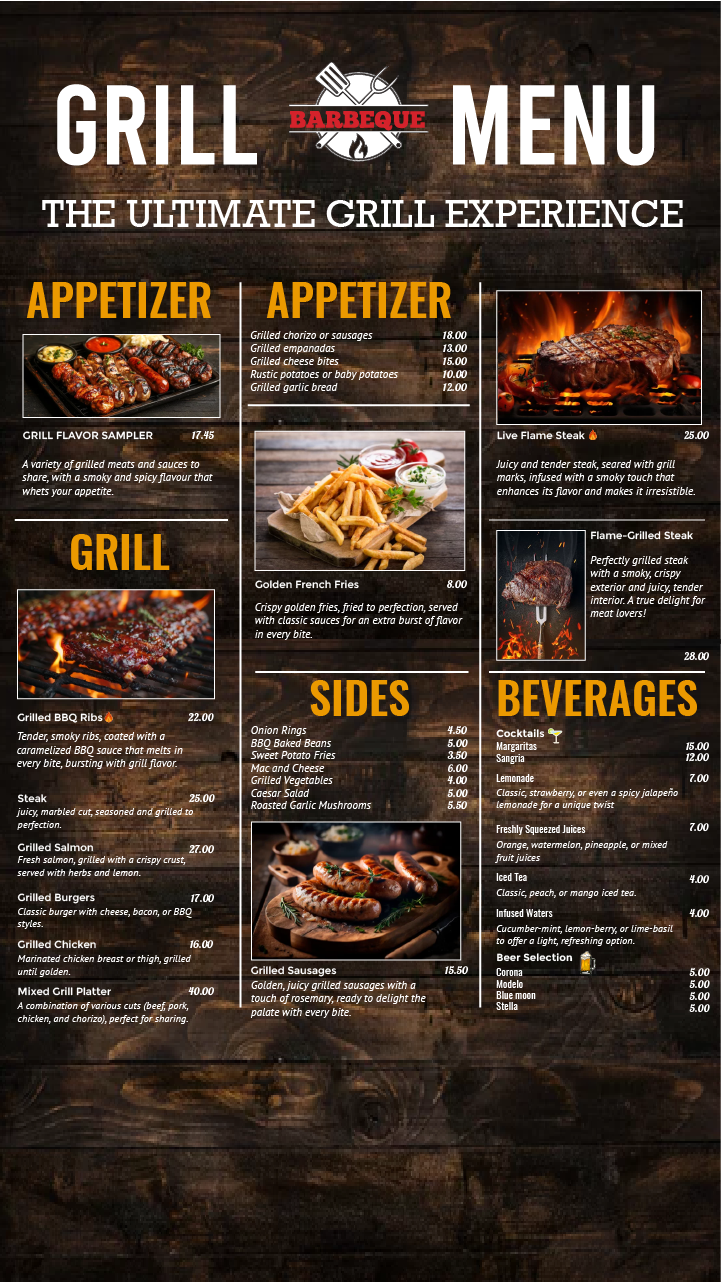 GRILL BARBEQUE MENU
THE ULTIMATE GRILL EXPERIENCE
APPETIZER
GRILL FLAVOR SAMPLER 17.45
A variety of grilled meats and sauces to
share, with a smoky and spicy flavour that
whets your appetite.
GRILL
Grilled BBQ Ribs 22.00
Tender, smoky ribs, coated with a
caramelized BBQ sauce that melts in
every bite, bursting with grill flavor.
Steak 25.00
juicy, marbled cut, seasoned and grilled to
perfection.
Grilled Salmon 27.00
Fresh salmon, grilled with a crispy crust,
served with herbs and lemon.
Grilled Burgers 17.00
Classic burger with cheese, bacon, or BBQ
styles.
Grilled Chicken 16.00
Marinated chicken breast or thigh, grilled
until golden.
Mixed Grill Platter 40.00
A combination of various cuts (beef, pork,
chicken, and chorizo), perfect for sharing.
APPETIZER
Grilled chorizo or sausages 18.00
Grilled empanadas 13.00
Grilled cheese bites 15.00
Rustic potatoes or baby potatoes 10.00
Grilled garlic bread 12.00
Golden French Fries 8.00
Crispy golden fries, fried to perfection, served
with classic sauces for an extra burst of flavor
in every bite.
SIDES
Onion Rings 4.50
BBQ Baked Beans 5.00
Sweet Potato Fries 3.50
Mac and Cheese 6.00
Grilled Vegetables 4.00
Caesar Salad 5.00
Roasted Garlic Mushrooms 5.50
Grilled Sausages 15.50
Golden, juicy grilled sausages with a
touch of rosemary, ready to delight the
palate with every bite.
Live Flame Steak 25.00
Juicy and tender steak, seared with grill
marks, infused with a smoky touch that
enhances its flavor and makes it irresistible.
Flame-Grilled Steak
Perfectly grilled steak
with a smoky, crispy
exterior and juicy, tender
interior. A true delight for
meat lovers!
28.00
BEVERAGES
Cocktails
Margaritas 15.00
Sangria 12.00
Lemonade 7.00
Classic, strawberry, or even a spicy jalapeño
lemonade for a unique twist
Freshly Squeezed Juices 7.00
Orange, watermelon, pineapple, or mixed
fruit juices
Iced Tea 4.00
Classic, peach, or mango iced tea.
Infused Waters 4.00
Cucumber-mint, lemon-berry, or lime-basil
to offer a light, refreshing option.
Beer Selection
Corona 5.00
Modelo 5.00
Blue moon 5.00
Stella 5.00